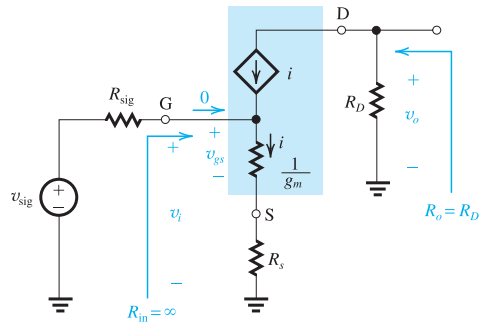 D
i
R_sig
G
0
+
+
v_gs
−
i
1/g_m
R_D
+
v_o
−
v_sig
+
−
v_i
−
S
R_s
R_in = ∞
R_o = R_D